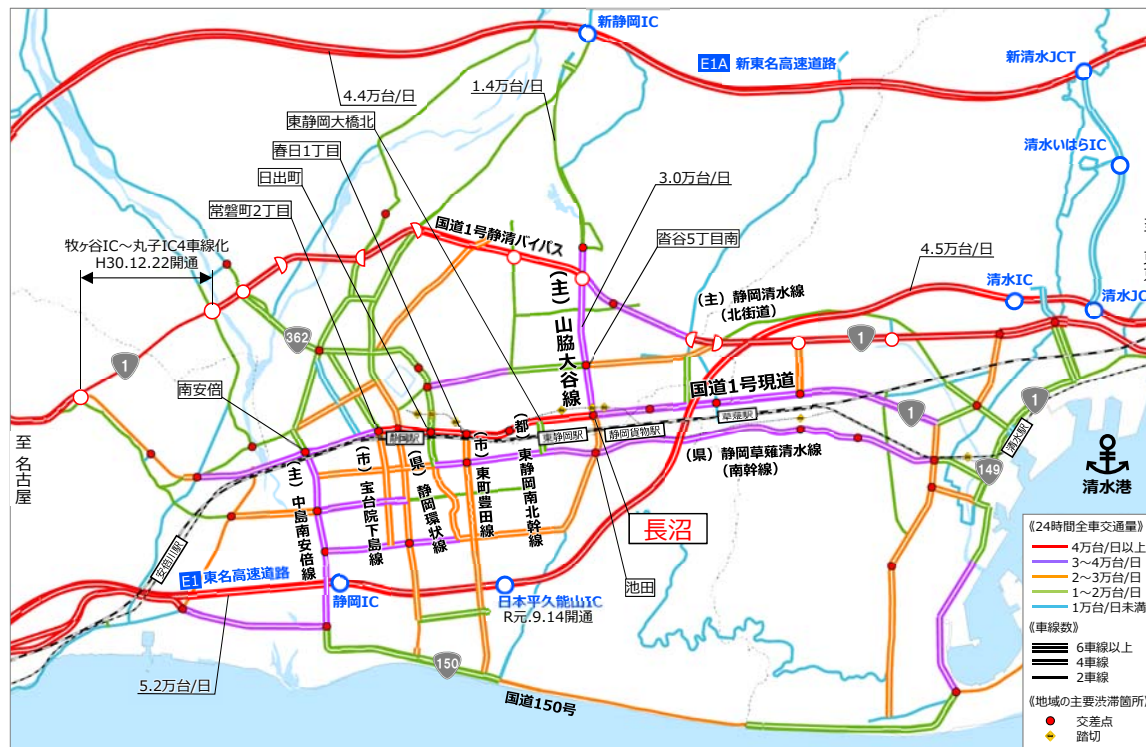 新静岡IC
E1A 新東名高速道路
新清水JCT
4.4万台/日
1.4万台/日
東静岡大橋北
清水いはらIC
春日1丁目
日出町
3.0万台/日
常磐町2丁目
国道1号静清バイパス
沓谷5丁目南
牧ヶ谷IC～丸子IC4車線化
H30.12.22開通
4.5万台/日
清水IC
清水JC
（主）静岡清水線
（北街道）
（主）山脇大谷線
362
1
1
南安倍
国道1号現道
1
1
至 名古屋
静岡駅
東静岡駅
静岡貨物駅
草薙駅
清水駅
（県）静岡草薙清水線
（南幹線）
149
清水港
（主）中島南安倍線
（市）宝台院下島線
（県）静岡環状線
（市）東町豊田線
（都）東静岡南北幹線
長沼
池田
安倍川駅
E1 東名高速道路
静岡IC
日本平久能山IC
R元.9.14開通
5.2万台/日
150
国道150号
《24時間全車交通量》
4万台/日以上
3～4万台/日
2～3万台/日
1～2万台/日
1万台/日未満
《車線数》
6車線以上
4車線
2車線
《地域の主要渋滞箇所》
交差点
踏切